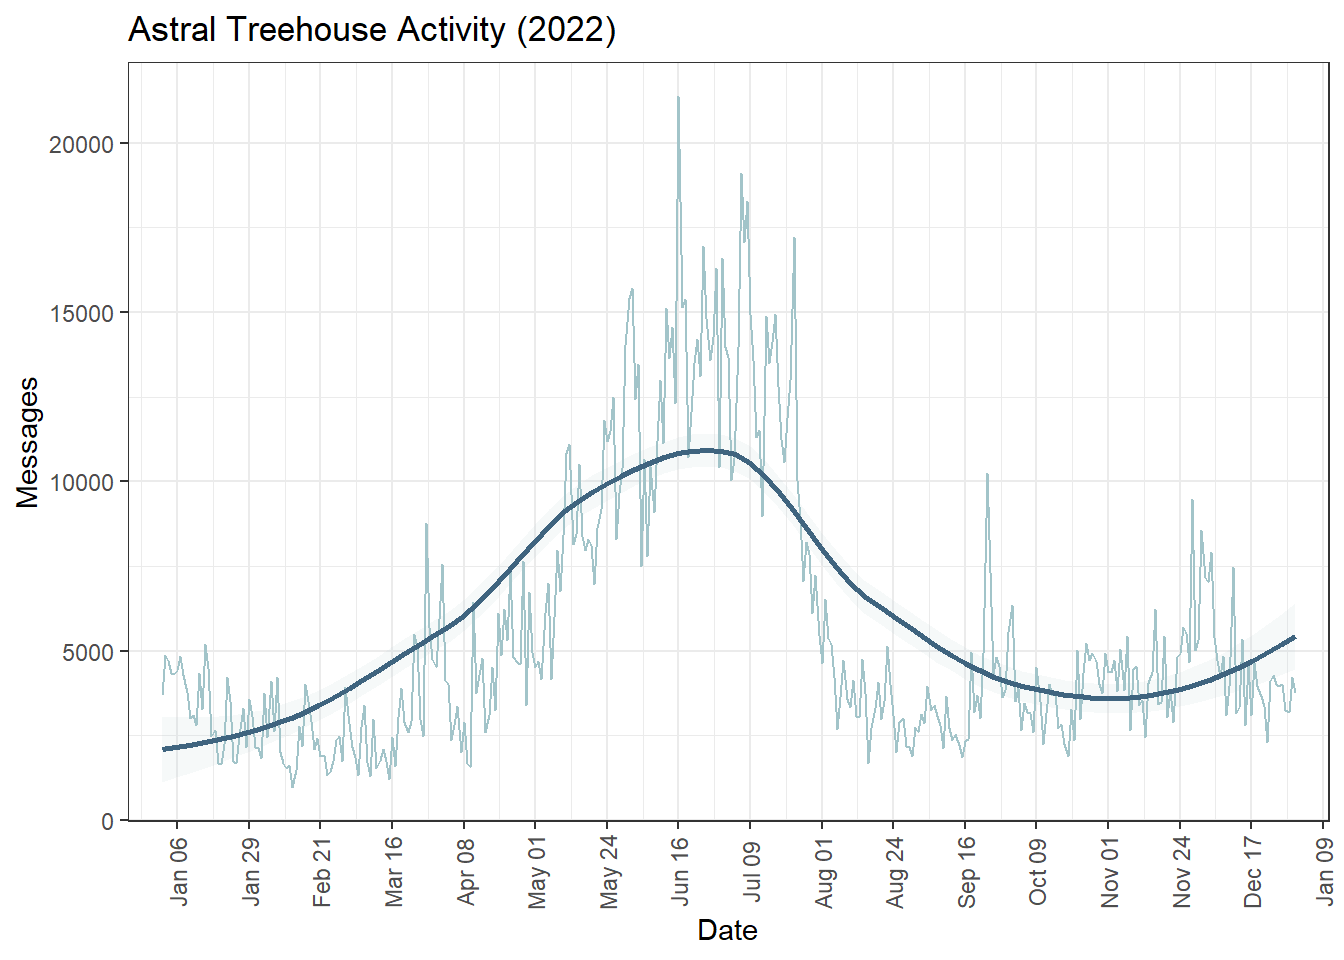 Astral Treehouse Activity (2022)
20000
15000
10000
5000
0
Messages
Jan 06
Jan 29
Feb 21
Mar 16
Apr 08
May 01
May 24
Jun 16
Jul 09
Aug 01
Aug 24
Sep 16
Oct 09
Nov 01
Nov 24
Dec 17
Jan 09
Date